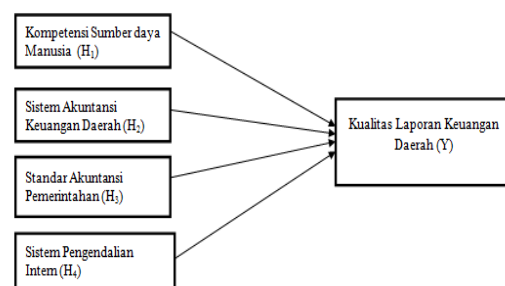 Kompetensi Sumber daya
Manusia (H₁)
Sistem Akuntansi
Keuangan Daerah (H₂)
Standar Akuntansi
Pemerintahan (H₃)
Sistem Pengendalian
Intern (H₄)
Kualitas Laporan Keuangan
Daerah (Y)